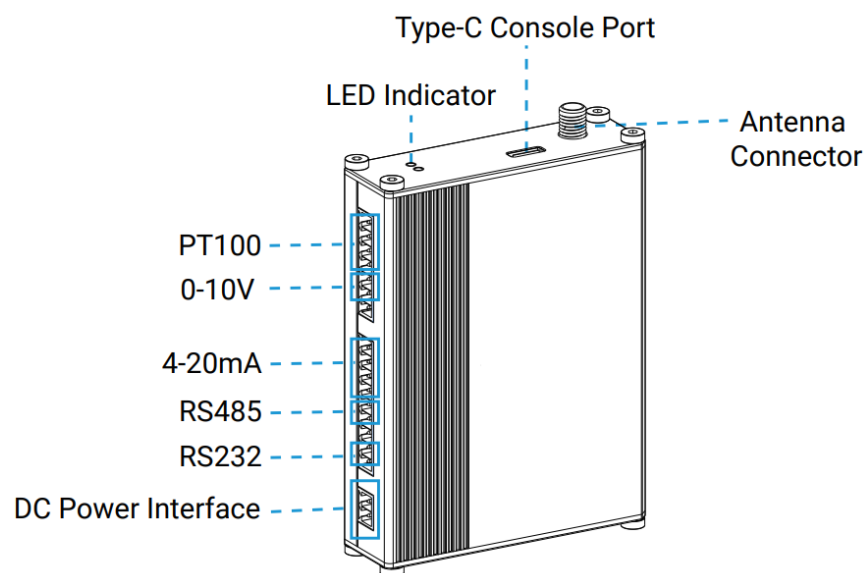 Type-C Console Port
LED Indicator
Antenna
Connector
PT100
0-10V
4-20mA
RS485
RS232
DC Power Interface